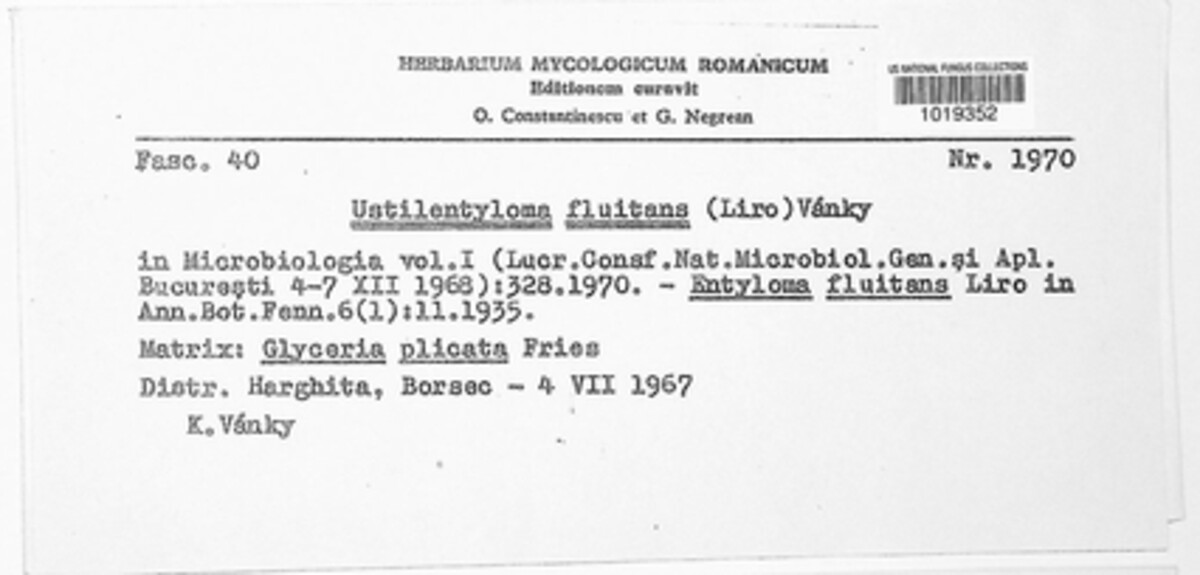 HERBARIUM MYCOLOGICUM ROMANICUM
Editionem curavit
O. Constantinescu et G. Negrean
US NATIONAL FUNGUS COLLECTIONS
1019352
Fasc. 40 Nr. 1970
Ustilentyloma fluitans (Liro)Vánky
in Microbiologia vol.I (Lucr.Consf.Nat.Microbiol.Gen.şi Apl.
Bucureşti 4-7 XII 1968):328.1970. - Entyloma fluitans Liro in
Ann.Bot.Fenn.6(1):11.1935.
Matrix: Glyceria plicata Fries
Distr. Harghita, Borsec - 4 VII 1967
K.Vánky